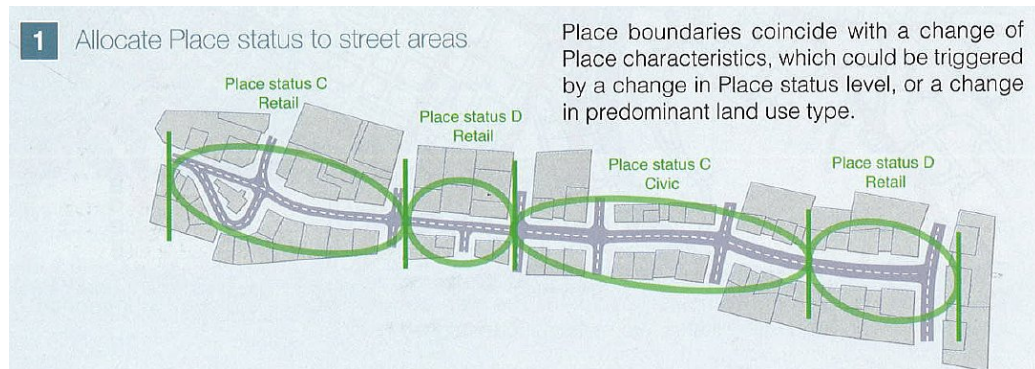 1 Allocate Place status to street areas
Place boundaries coincide with a change of
Place characteristics, which could be triggered
by a change in Place status level, or a change
in predominant land use type.
Place status C
Retail
Place status D
Retail
Place status C
Civic
Place status D
Retail